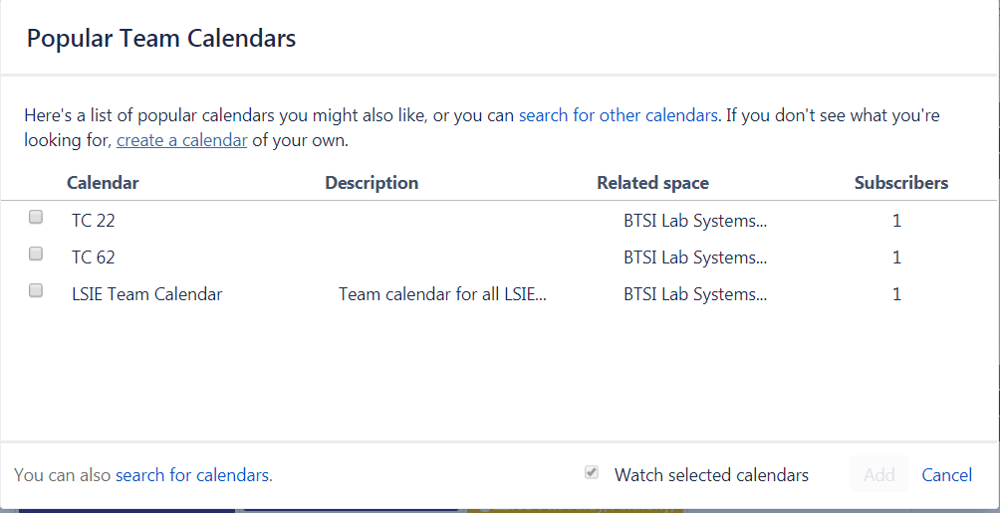 Popular Team Calendars
Here's a list of popular calendars you might also like, or you can search for other calendars. If you don't see what you're
looking for, create a calendar of your own.
Calendar Description Related space Subscribers
TC 22 BTSI Lab Systems... 1
TC 62 BTSI Lab Systems... 1
LSIE Team Calendar Team calendar for all LSIE... BTSI Lab Systems... 1
You can also search for calendars. Watch selected calendars Add Cancel